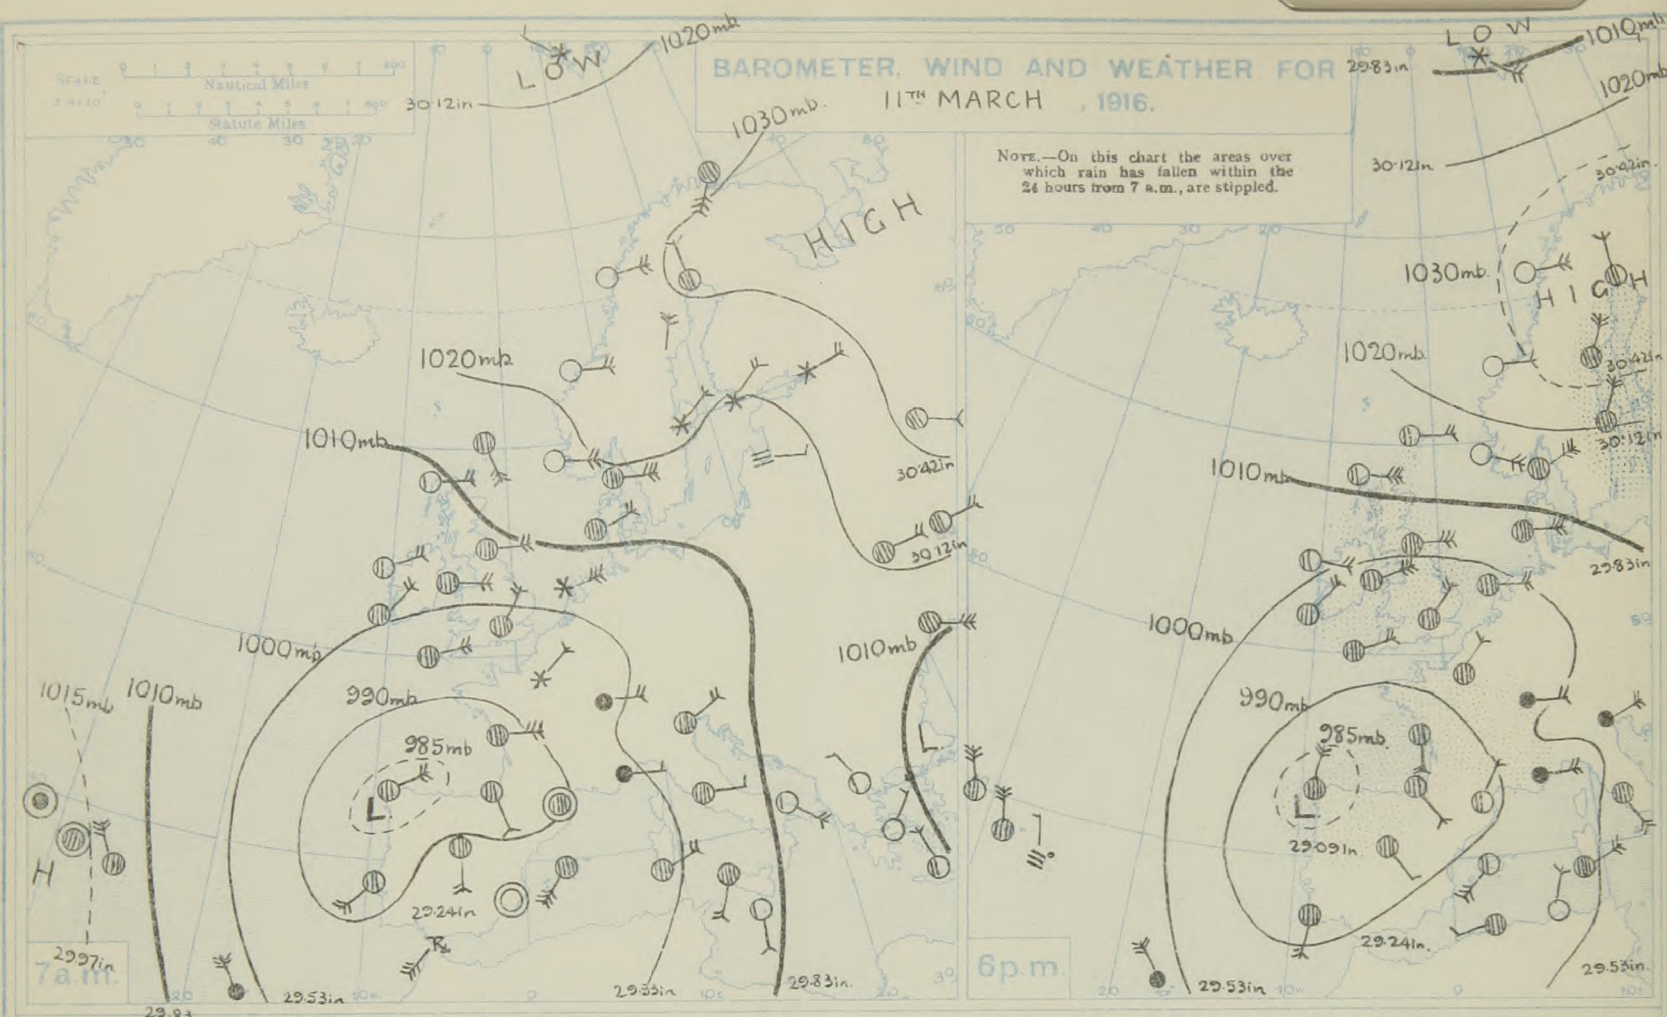 BAROMETER, WIND AND WEATHER FOR
11TH MARCH, 1916.
SCALE
Nautical Miles
Statute Miles
NOTE.—On this chart the areas over
which rain has fallen within the
24 hours from 7 a.m., are stippled.
LOW
1020mb
30·12in
1030mb.
HIGH
1020mb.
1010mb
30·42in
30·12in
1000mb
1010mb
L
1015mb
1010mb
990mb
985mb
L
H
29·24in
29·97in
7a.m.
29·53in
29·83in.
29·83
LOW
1010mb
29·83in
1020mb
30·12in.
30·42in.
1030mb.
HIGH
1020mb.
30·42in
30·12in
1010mb
29·83in
1000mb
990mb
985mb.
L
29·09in.
29·24in.
6p.m.
29·53in
29·53in.